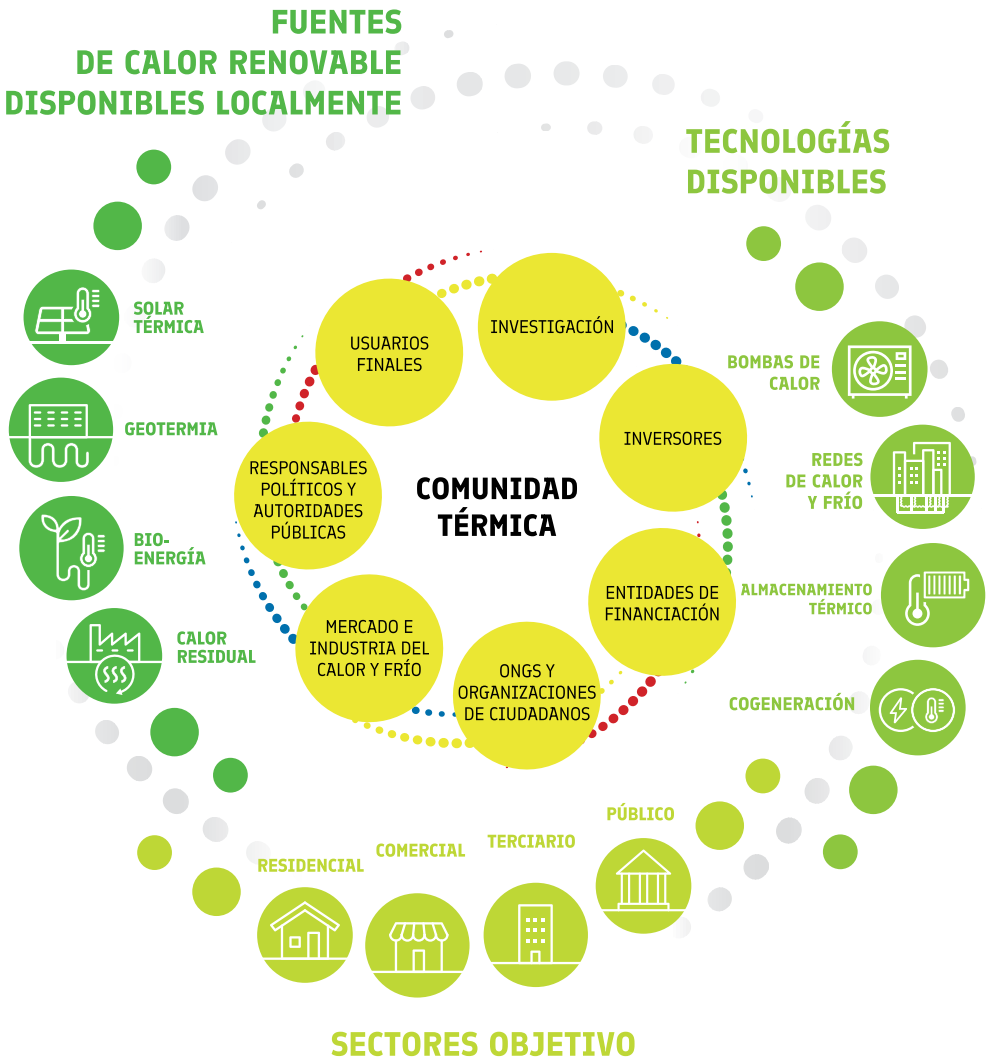 FUENTES
DE CALOR RENOVABLE
DISPONIBLES LOCALMENTE
SOLAR
TÉRMICA
GEOTERMIA
BIO-
ENERGÍA
CALOR
RESIDUAL
TECNOLOGÍAS
DISPONIBLES
BOMBAS DE
CALOR
REDES
DE CALOR
Y FRÍO
ALMACENAMIENTO
TÉRMICO
COGENERACIÓN
COMUNIDAD
TÉRMICA
USUARIOS
FINALES
INVESTIGACIÓN
INVERSORES
ENTIDADES DE
FINANCIACIÓN
ONGS Y
ORGANIZACIONES
DE CIUDADANOS
MERCADO E
INDUSTRIA DEL
CALOR Y FRÍO
RESPONSABLES
POLÍTICOS Y
AUTORIDADES
PÚBLICAS
RESIDENCIAL
COMERCIAL
TERCIARIO
PÚBLICO
SECTORES OBJETIVO